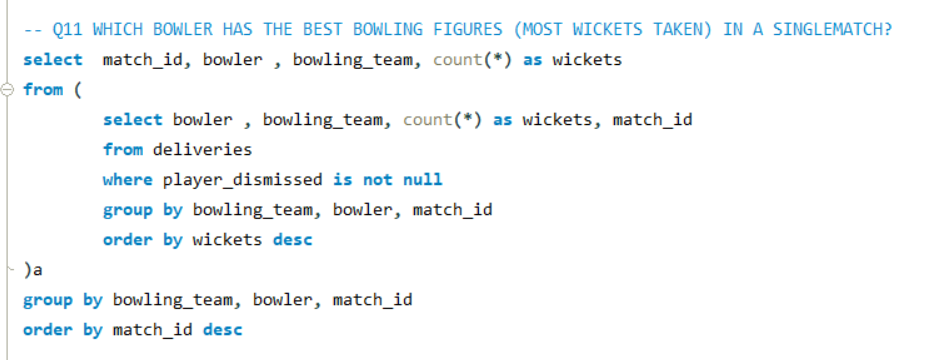 -- Q11 WHICH BOWLER HAS THE BEST BOWLING FIGURES (MOST WICKETS TAKEN) IN A SINGLEMATCH?
select  match_id, bowler , bowling_team, count(*) as wickets
from (
select bowler , bowling_team, count(*) as wickets, match_id
from deliveries
where player_dismissed is not null
group by bowling_team, bowler, match_id
order by wickets desc
)a
group by bowling_team, bowler, match_id
order by match_id desc